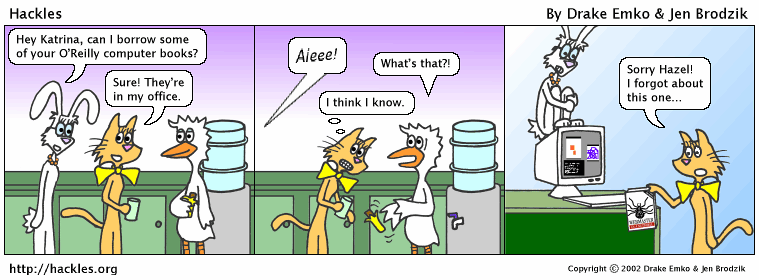 Hackles
By Drake Emko & Jen Brodzik
Hey Katrina, can I borrow some
of your O'Reilly computer books?
Sure! They're
in my office.
Aieee!
What's that?!
I think I know.
Sorry Hazel!
I forgot about
this one...
WEBMASTER
http://hackles.org
Copyright © 2002 Drake Emko & Jen Brodzik